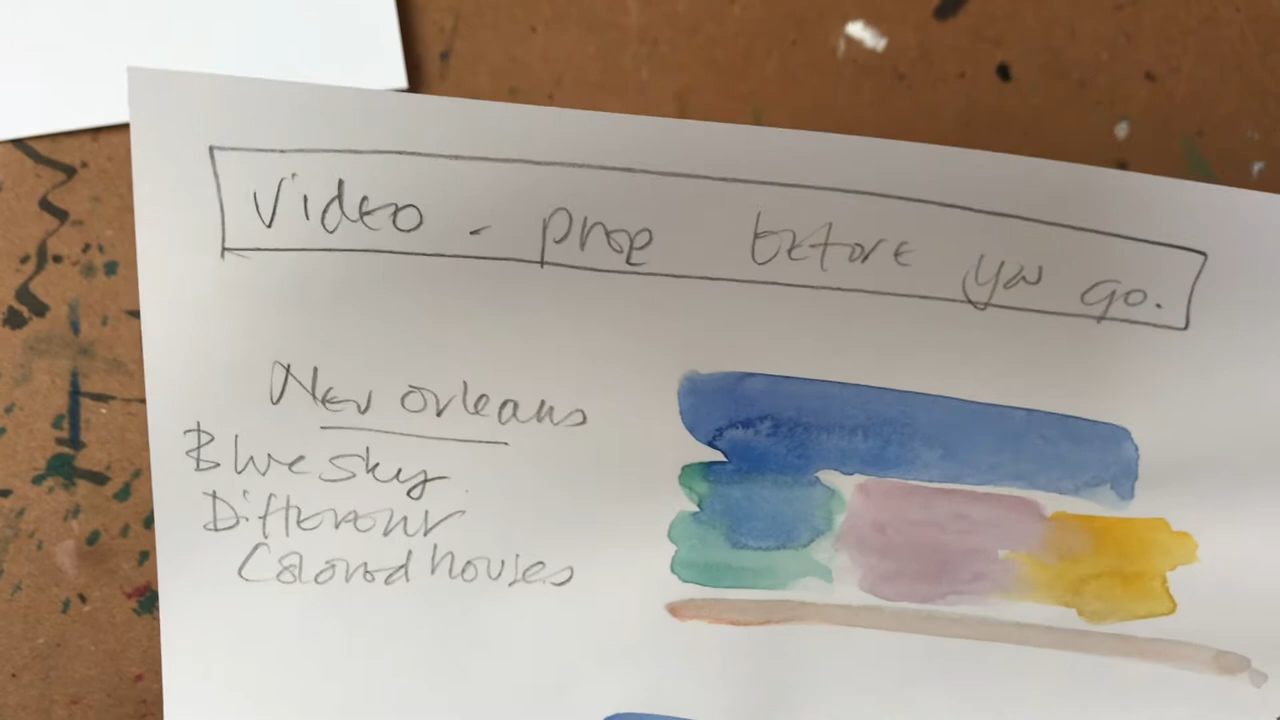 Video - prep before you go.
New Orleans
Blue sky
Different
Colored houses